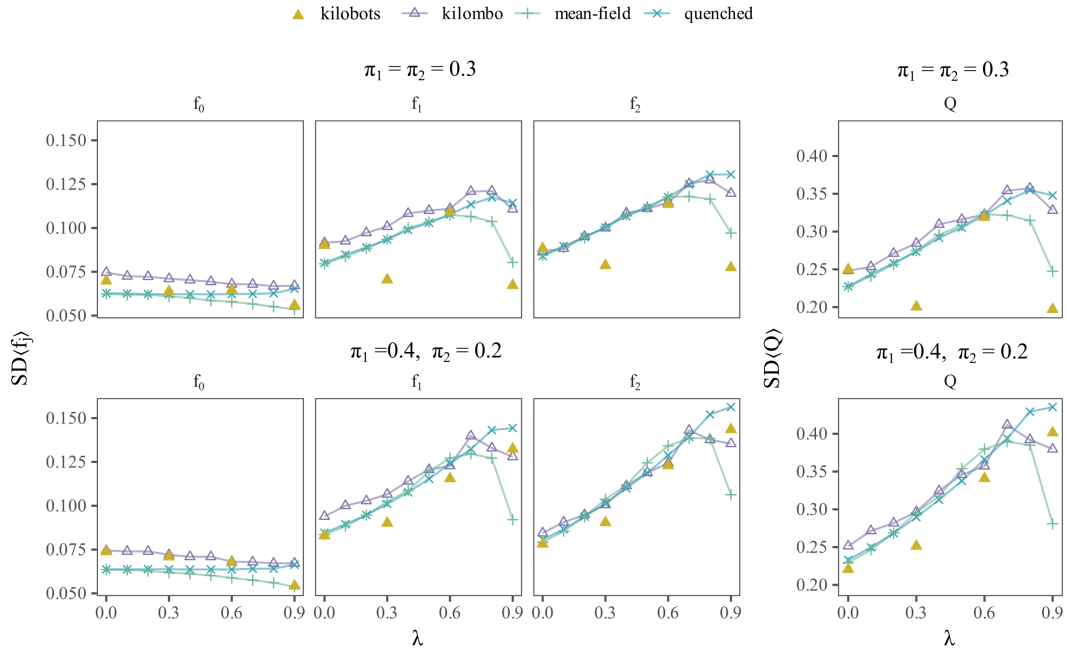 kilobots kilombo mean-field quenched
π₁ = π₂ = 0.3 π₁ = π₂ = 0.3
f₀ f₁ f₂ Q
0.150 0.40
0.125 0.35
0.100 0.30
0.075 0.25
0.050 0.20
SD⟨fⱼ⟩ SD⟨Q⟩
π₁ =0.4, π₂ = 0.2 π₁ =0.4, π₂ = 0.2
f₀ f₁ f₂ Q
0.150 0.40
0.125 0.35
0.100 0.30
0.075 0.25
0.050 0.20
0.0 0.3 0.6 0.9 0.0 0.3 0.6 0.9 0.0 0.3 0.6 0.9 0.0 0.3 0.6 0.9
λ λ